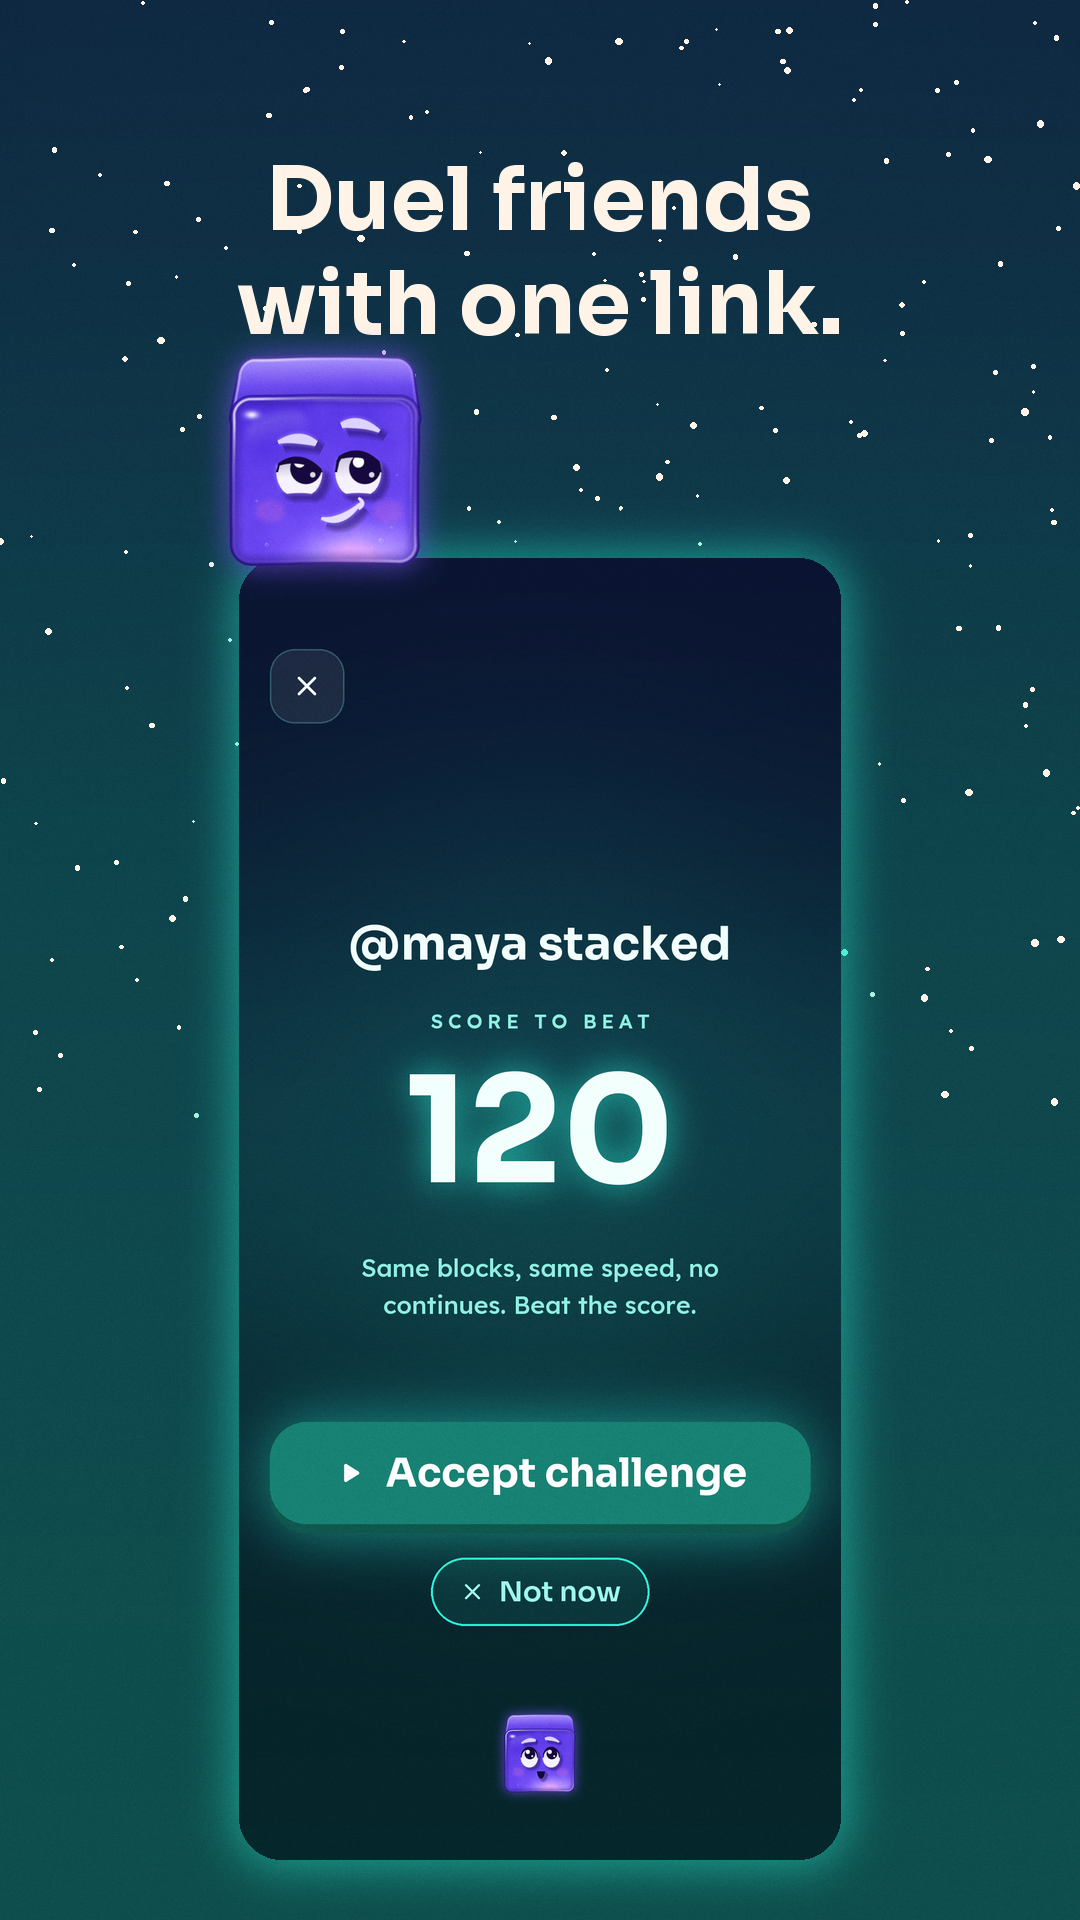 Duel friends
with one link.
@maya stacked
SCORE TO BEAT
120
Same blocks, same speed, no
continues. Beat the score.
Accept challenge
Not now